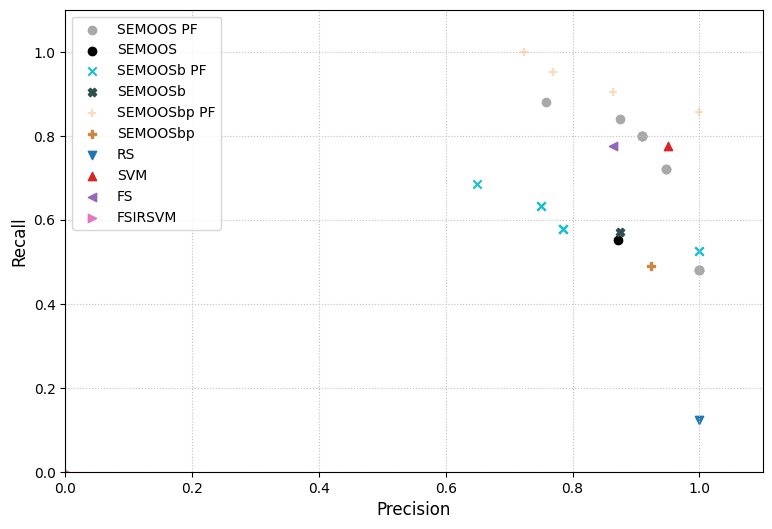 SEMOOS PF
SEMOOS
SEMOOSb PF
SEMOOSb
SEMOOSbp PF
SEMOOSbp
RS
SVM
FS
FSIRSVM
1.0
0.8
0.6
0.4
0.2
0.0
Recall
0.0 0.2 0.4 0.6 0.8 1.0
Precision